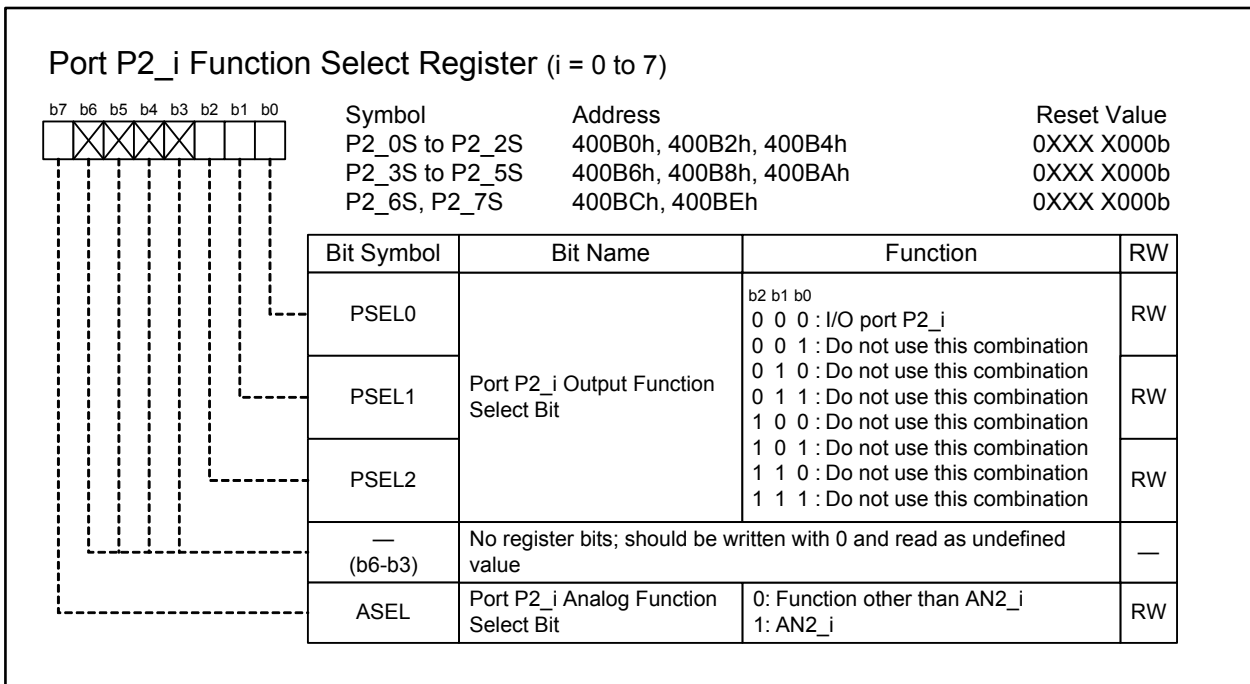 Port P2_i Function Select Register (i = 0 to 7)
b7 b6 b5 b4 b3 b2 b1 b0
Symbol Address Reset Value
P2_0S to P2_2S 400B0h, 400B2h, 400B4h 0XXX X000b
P2_3S to P2_5S 400B6h, 400B8h, 400BAh 0XXX X000b
P2_6S, P2_7S 400BCh, 400BEh 0XXX X000b
Bit Symbol Bit Name Function RW
PSEL0 RW
PSEL1 RW
PSEL2 RW
Port P2_i Output Function
Select Bit
b2 b1 b0
0 0 0 : I/O port P2_i
0 0 1 : Do not use this combination
0 1 0 : Do not use this combination
0 1 1 : Do not use this combination
1 0 0 : Do not use this combination
1 0 1 : Do not use this combination
1 1 0 : Do not use this combination
1 1 1 : Do not use this combination
—
(b6-b3)
No register bits; should be written with 0 and read as undefined
value
—
ASEL
Port P2_i Analog Function
Select Bit
0: Function other than AN2_i
1: AN2_i
RW